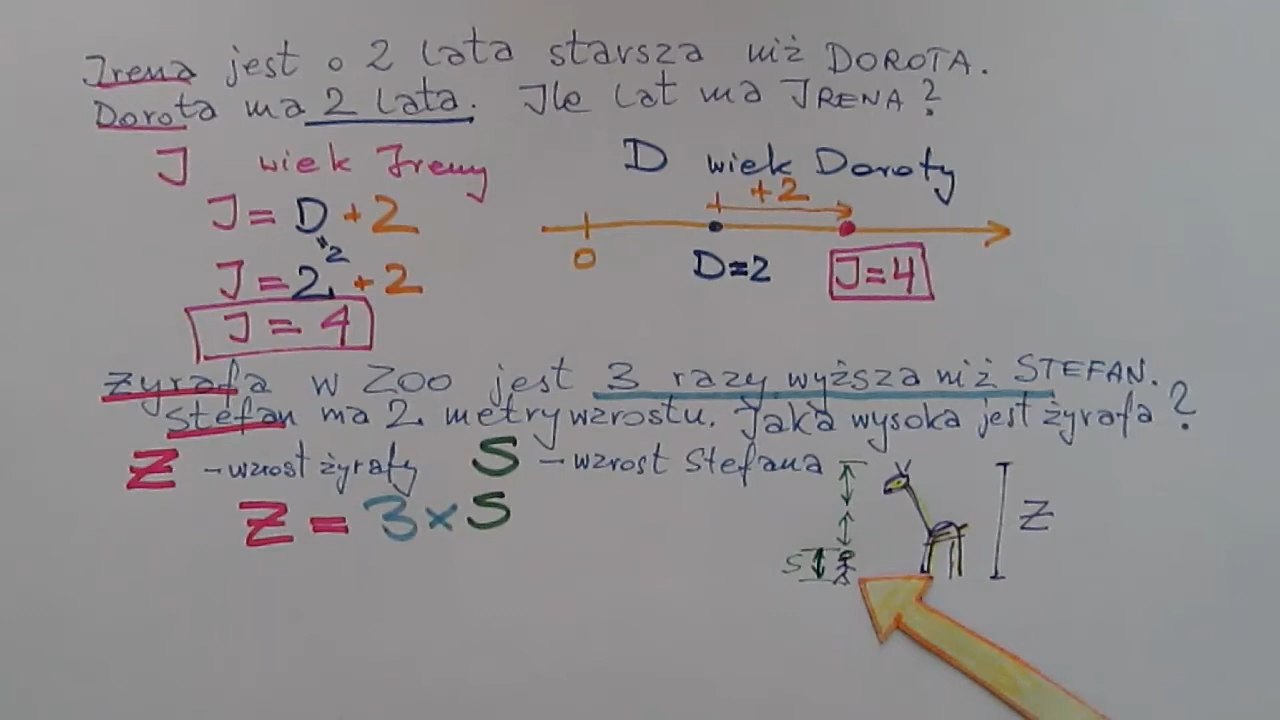 Irena jest o 2 lata starsza niż DOROTA.
Dorota ma 2 lata. Ile lat ma IRENA?
I wiek Ireny
D wiek Doroty
I = D + 2
=2
I = 2 + 2
I = 4
+2
0
D=2
I=4
żyrafa w ZOO jest 3 razy wyższa niż STEFAN.
Stefan ma 2 metry wzrostu. Jaka wysoka jest żyrafa?
Z – wzrost żyrafy S – wzrost Stefana
Z = 3 × S
S
Z